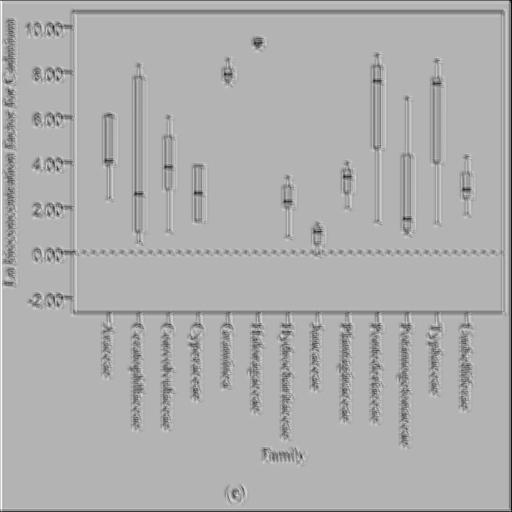 Ln bioconcentration factor for Cadmium
10.00
8.00
6.00
4.00
2.00
0.00
-2.00
Araceae
Ceratophyllaceae
Convolvulaceae
Cyperaceae
Graminea
Haloragaceae
Hydrocharitaceae
Juncaceae
Plantaginaceae
Pontederiaceae
Potamogetonaceae
Typhaceae
Umbelliferae
Family
(c)